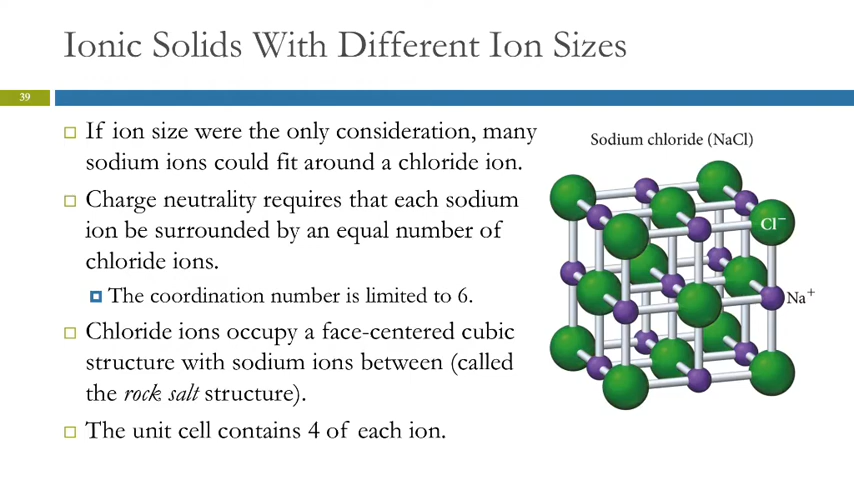 Ionic Solids With Different Ion Sizes
39
If ion size were the only consideration, many
sodium ions could fit around a chloride ion.
Charge neutrality requires that each sodium
ion be surrounded by an equal number of
chloride ions.
The coordination number is limited to 6.
Chloride ions occupy a face-centered cubic
structure with sodium ions between (called
the rock salt structure).
The unit cell contains 4 of each ion.
Sodium chloride (NaCl)
Cl⁻
Na⁺